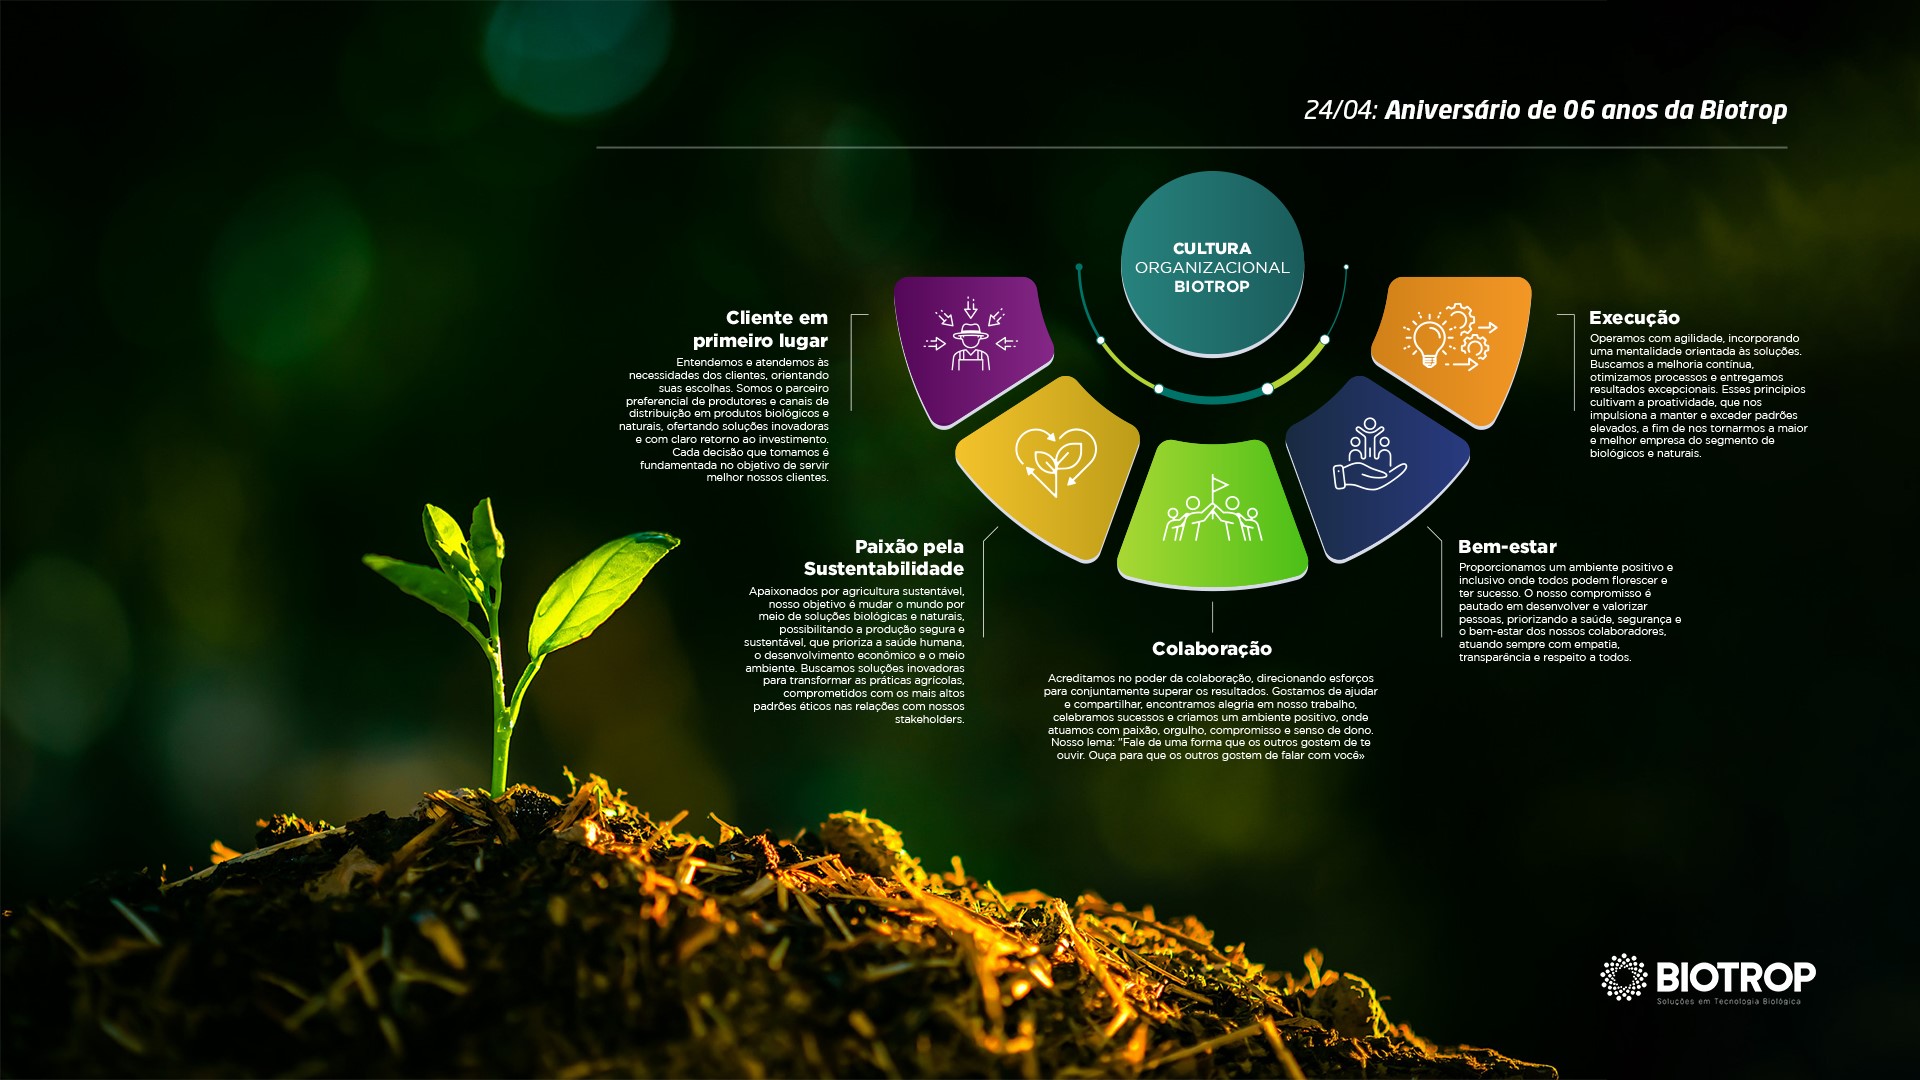 24/04: Aniversário de 06 anos da Biotrop
CULTURA
ORGANIZACIONAL
BIOTROP
Cliente em
primeiro lugar
Entendemos e atendemos às
necessidades dos clientes, orientando
suas escolhas. Somos o parceiro
preferencial de produtores e canais de
distribuição em produtos biológicos e
naturais, ofertando soluções inovadoras
e com claro retorno ao investimento.
Cada decisão que tomamos é
fundamentada no objetivo de servir
melhor nossos clientes.
Paixão pela
Sustentabilidade
Apaixonados por agricultura sustentável,
nosso objetivo é mudar o mundo por
meio de soluções biológicas e naturais,
possibilitando a produção segura e
sustentável, que prioriza a saúde humana,
o desenvolvimento econômico e o meio
ambiente. Buscamos soluções inovadoras
para transformar as práticas agrícolas,
comprometidos com os mais altos
padrões éticos nas relações com nossos
stakeholders.
Colaboração
Acreditamos no poder da colaboração, direcionando esforços
para conjuntamente superar os resultados. Gostamos de ajudar
e compartilhar, encontramos alegria em nosso trabalho,
celebramos sucessos e criamos um ambiente positivo, onde
atuamos com paixão, orgulho, compromisso e senso de dono.
Nosso lema: "Fale de uma forma que os outros gostem de te
ouvir. Ouça para que os outros gostem de falar com você»
Bem-estar
Proporcionamos um ambiente positivo e
inclusivo onde todos podem florescer e
ter sucesso. O nosso compromisso é
pautado em desenvolver e valorizar
pessoas, priorizando a saúde, segurança e
o bem-estar dos nossos colaboradores,
atuando sempre com empatia,
transparência e respeito a todos.
Execução
Operamos com agilidade, incorporando
uma mentalidade orientada às soluções.
Buscamos a melhoria contínua,
otimizamos processos e entregamos
resultados excepcionais. Esses princípios
cultivam a proatividade, que nos
impulsiona a manter e exceder padrões
elevados, a fim de nos tornarmos a maior
e melhor empresa do segmento de
biológicos e naturais.
BIOTROP
Soluções em Tecnologia Biológica